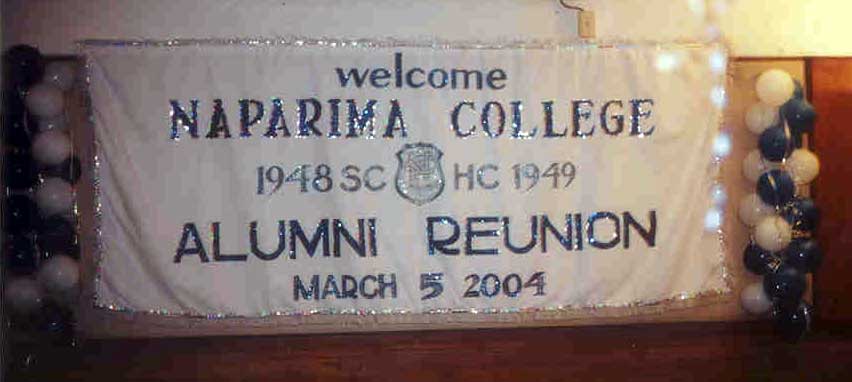 welcome
NAPARIMA COLLEGE
1948 SC HC 1949
ALUMNI REUNION
MARCH 5 2004